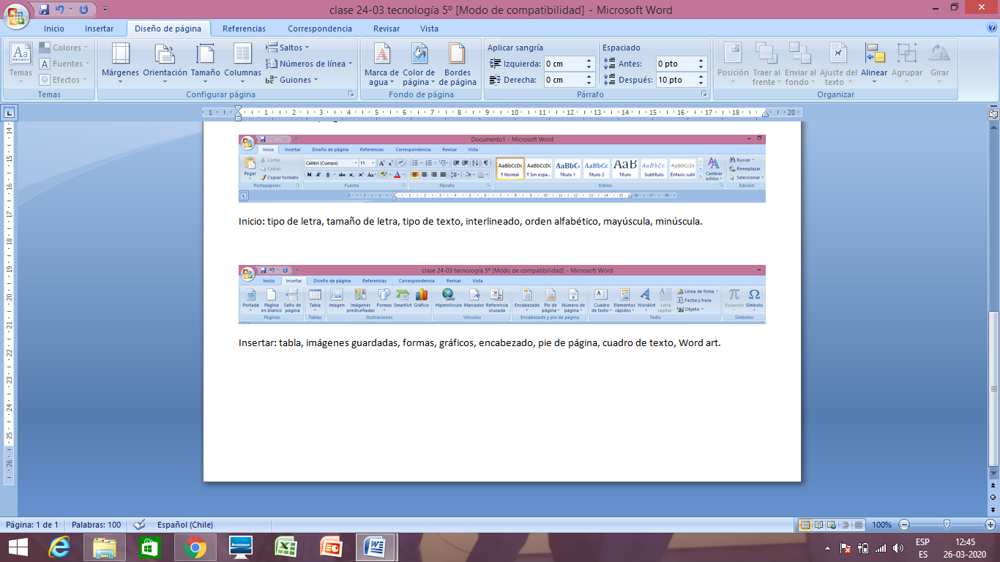 clase 24-03 tecnología 5º [Modo de compatibilidad] - Microsoft Word
Inicio Insertar Diseño de página Referencias Correspondencia Revisar Vista
Colores Saltos Aplicar sangría Espaciado
Fuentes Números de línea Izquierda: 0 cm Antes: 0 pto
Efectos Guiones Derecha: 0 cm Después: 10 pto
Temas Márgenes Orientación Tamaño Columnas Marca de agua Color de página Bordes de página Posición Traer al frente Enviar al fondo Ajuste del texto Alinear Agrupar Girar
Temas Configurar página Fondo de página Párrafo Organizar
Documento1 - Microsoft Word
Inicio Insertar Diseño de página Referencias Correspondencia Revisar Vista
Pegar Cortar Copiar Copiar formato
Calibri (Cuerpo) 11
AaBbCcDc AaBbCcDc AaBbC AaBbCc AaB AaBbCc. AaBbCcDc
¶ Normal ¶ Sin espa... Título 1 Título 2 Título Subtítulo Énfasis sutil Cambiar estilos
Buscar Reemplazar Seleccionar
Portapapeles Fuente Párrafo Estilos Edición
Inicio: tipo de letra, tamaño de letra, tipo de texto, interlineado, orden alfabético, mayúscula, minúscula.
clase 24-03 tecnología 5º [Modo de compatibilidad] - Microsoft Word
Inicio Insertar Diseño de página Referencias Correspondencia Revisar Vista
Portada Página en blanco Salto de página Tabla Imagen Imágenes prediseñadas Formas SmartArt Gráfico Hipervínculo Marcador Referencia cruzada Encabezado Pie de página Número de página Cuadro de texto Elementos rápidos WordArt Letra capital Línea de firma Fecha y hora Objeto Ecuación Símbolo
Páginas Tablas Ilustraciones Vínculos Encabezado y pie de página Texto Símbolos
Insertar: tabla, imágenes guardadas, formas, gráficos, encabezado, pie de página, cuadro de texto, Word art.
Página: 1 de 1 Palabras: 100 Español (Chile) 100%
lenovo
ESP 12:45
ES 26-03-2020